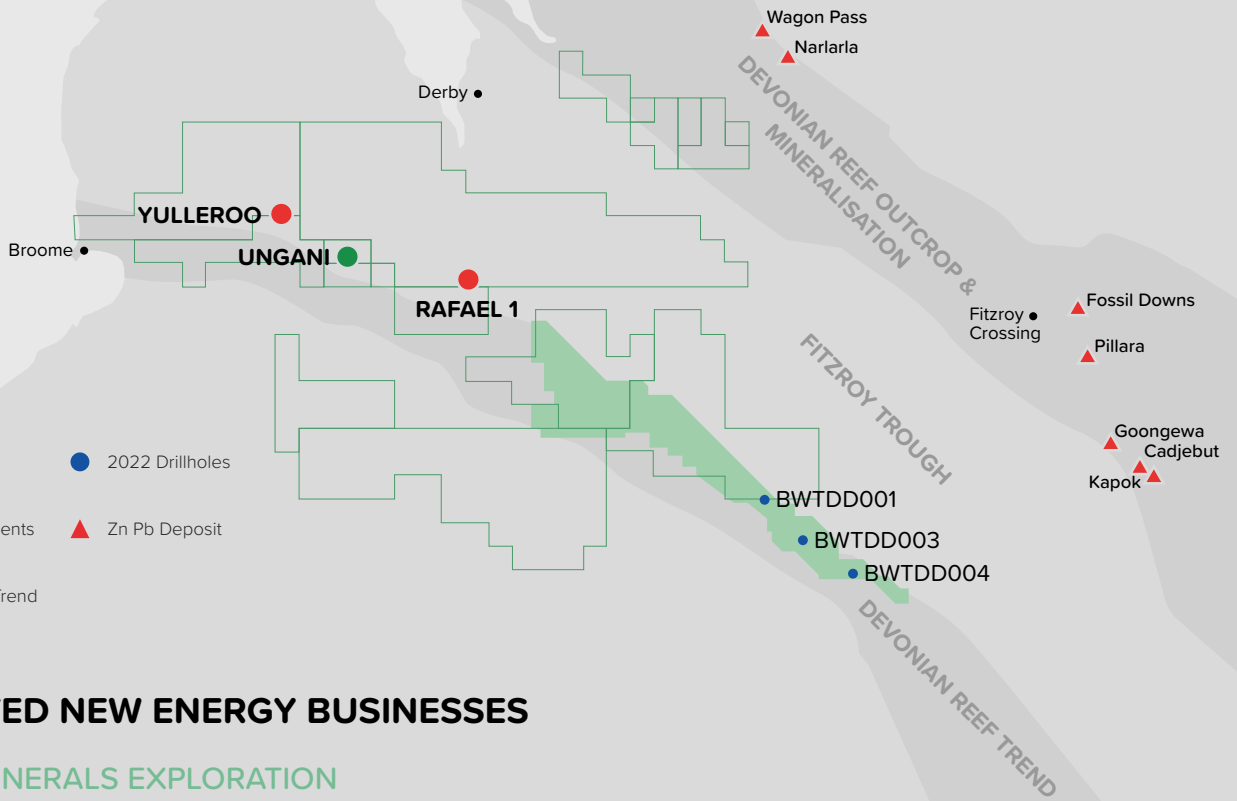 Wagon Pass
Narlarla
Derby
DEVONIAN REEF OUTCROP &
MINERALISATION
YULLEROO
Broome
UNGANI
RAFAEL 1
Fossil Downs
Fitzroy
Crossing
Pillara
FITZROY TROUGH
Goongewa
Cadjebut
Kapok
2022 Drillholes
BWTDD001
ents
Zn Pb Deposit
BWTDD003
BWTDD004
Trend
DEVONIAN REEF TREND
TED NEW ENERGY BUSINESSES
NERALS EXPLORATION